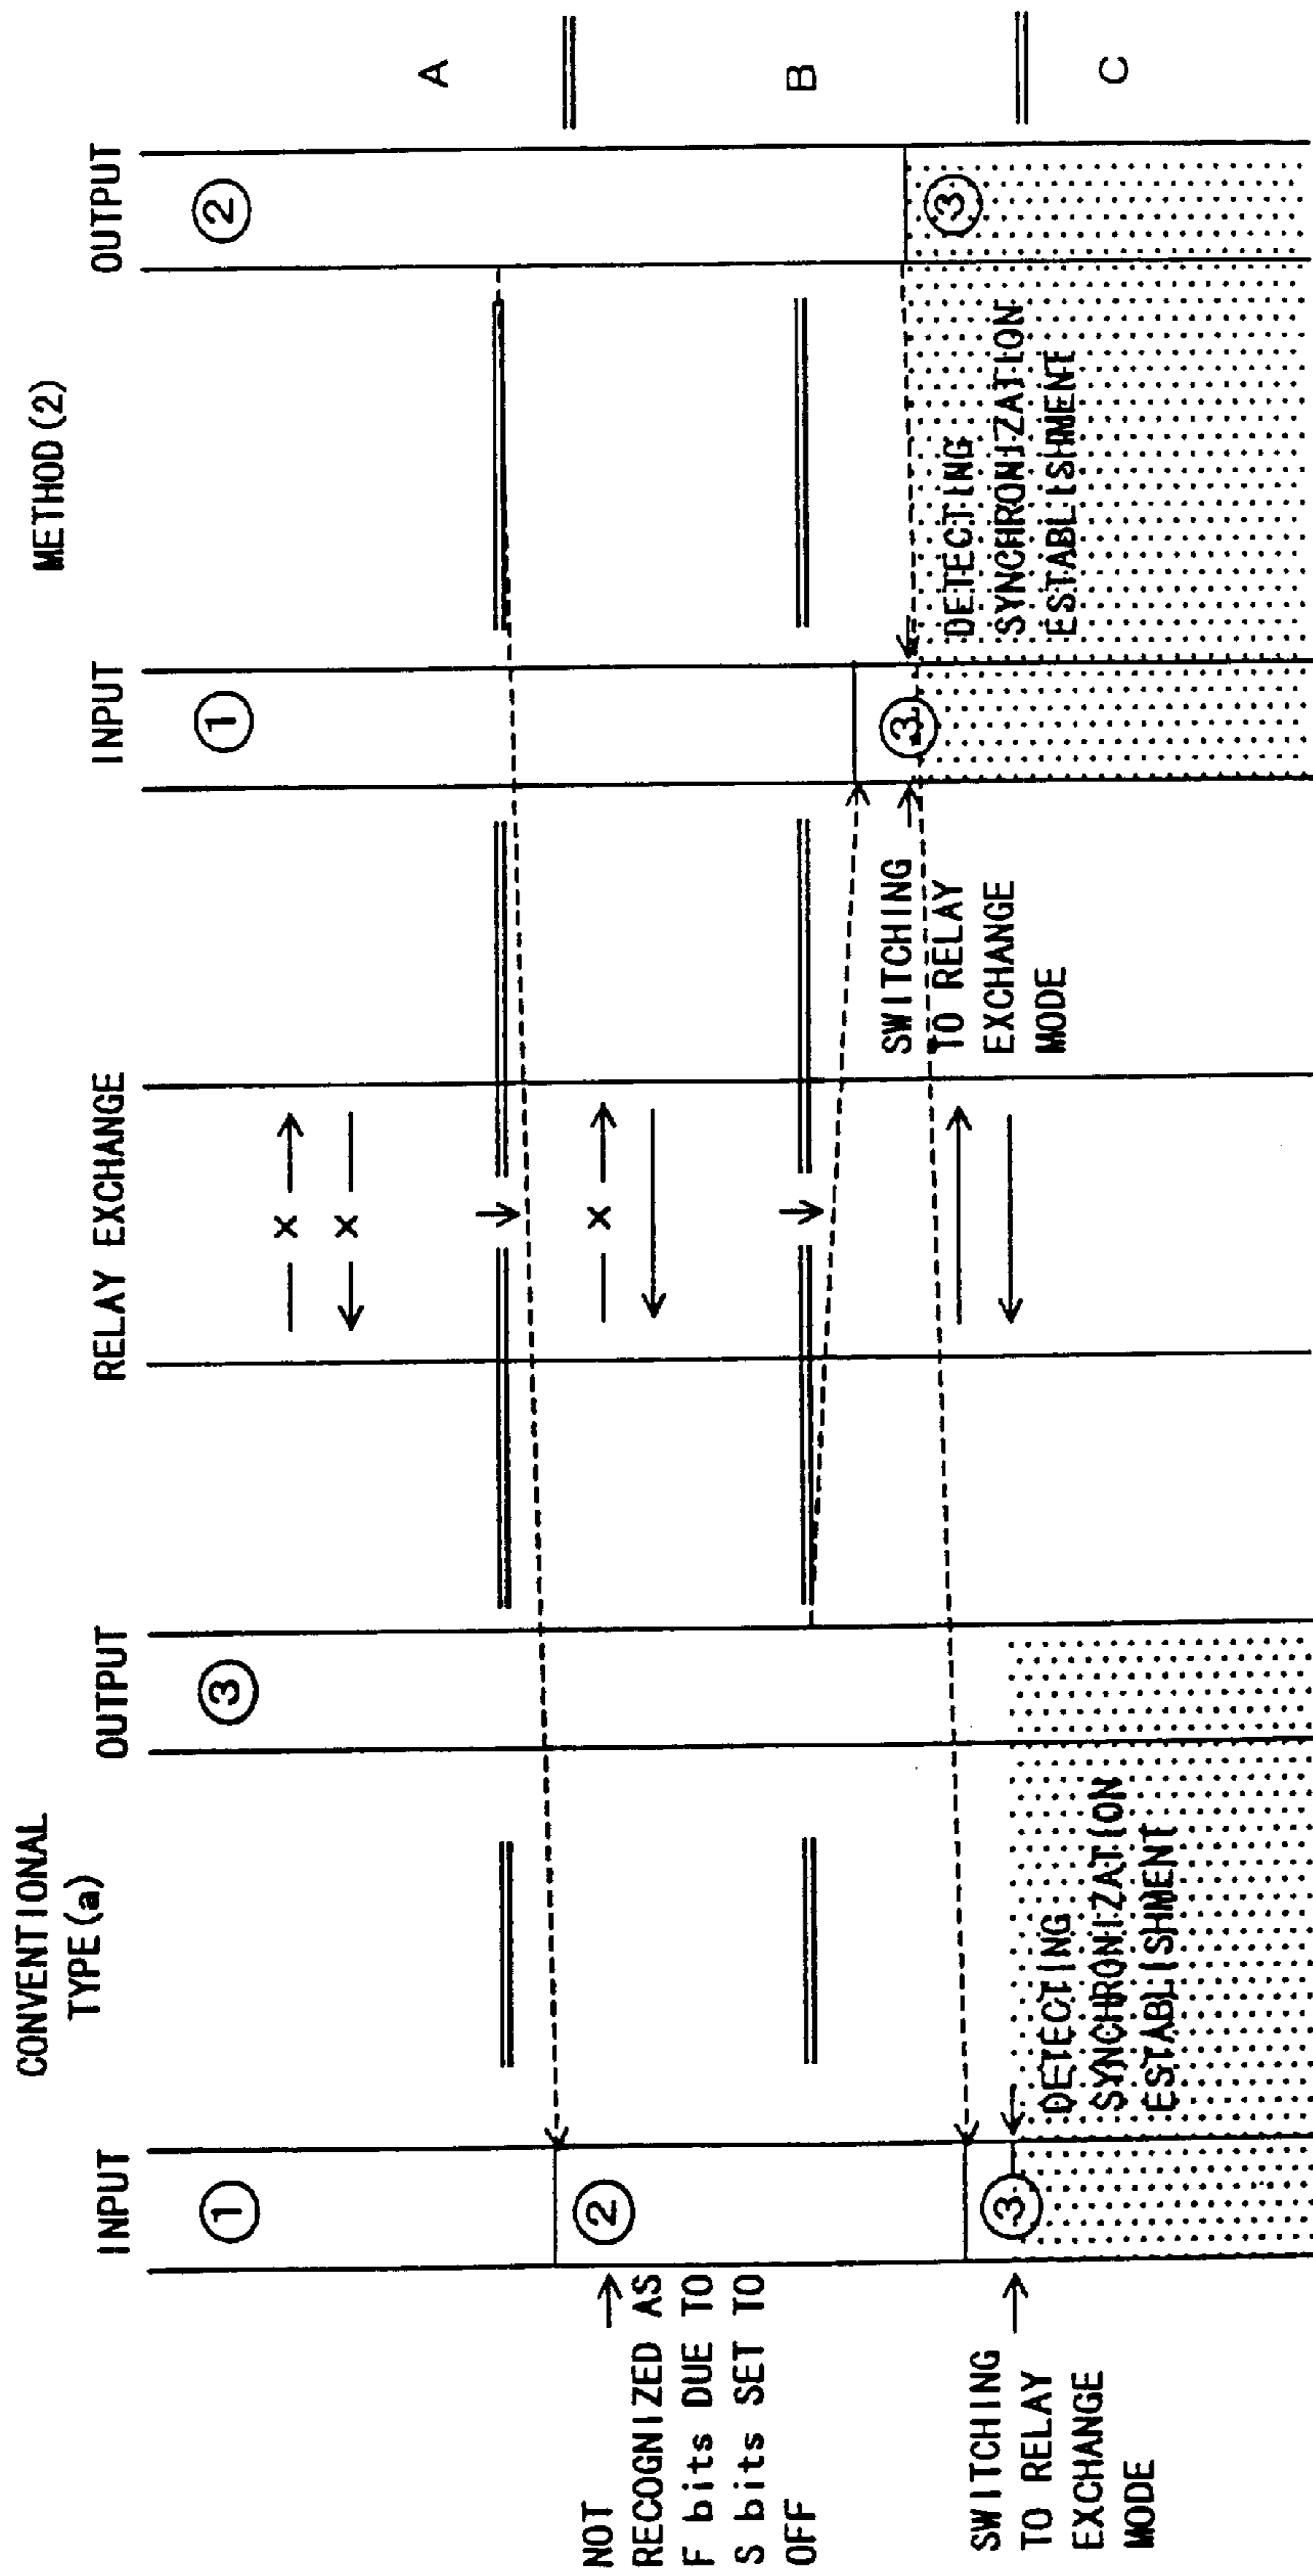 CONVENTIONAL
TYPE(a)
METHOD(2)
INPUT
OUTPUT
RELAY EXCHANGE
INPUT
OUTPUT
①
③
①
②
A
x
x
NOT
RECOGNIZED AS
F bits DUE TO
S bits SET TO
OFF
②
x
B
SWITCHING
TO RELAY
EXCHANGE
MODE
③
DETECTING
SYNCHRONIZATION
ESTABLISHMENT
SWITCHING
TO RELAY
EXCHANGE
MODE
③
DETECTING
SYNCHRONIZATION
ESTABLISHMENT
③
C